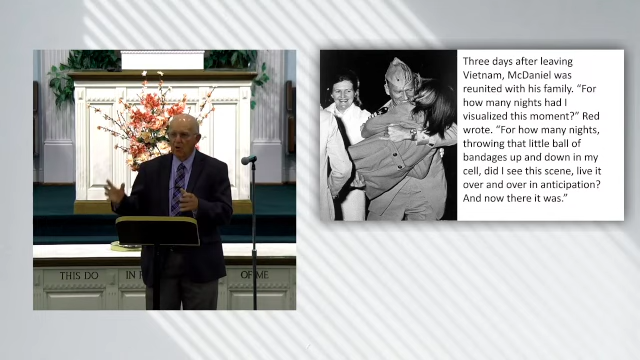 Three days after leaving
Vietnam, McDaniel was
reunited with his family. “For
how many nights had I
visualized this moment?” Red
wrote. “For how many nights,
throwing that little ball of
bandages up and down in my
cell, did I see this scene, live it
over and over in anticipation?
And now there it was.”
THIS DO IN OF ME